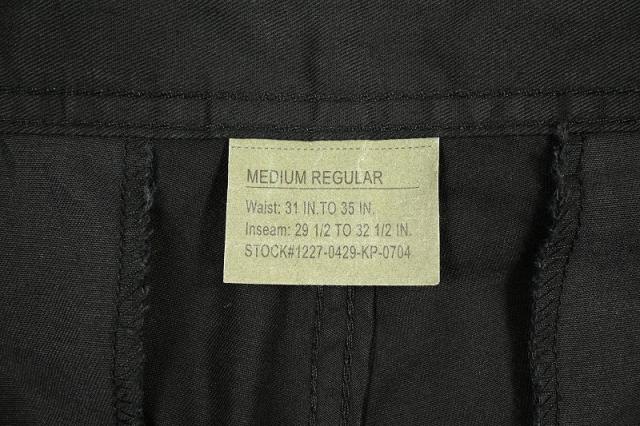 MEDIUM REGULAR
Waist: 31 IN.TO 35 IN.
Inseam: 29 1/2 TO 32 1/2 IN.
STOCK#1227-0429-KP-0704